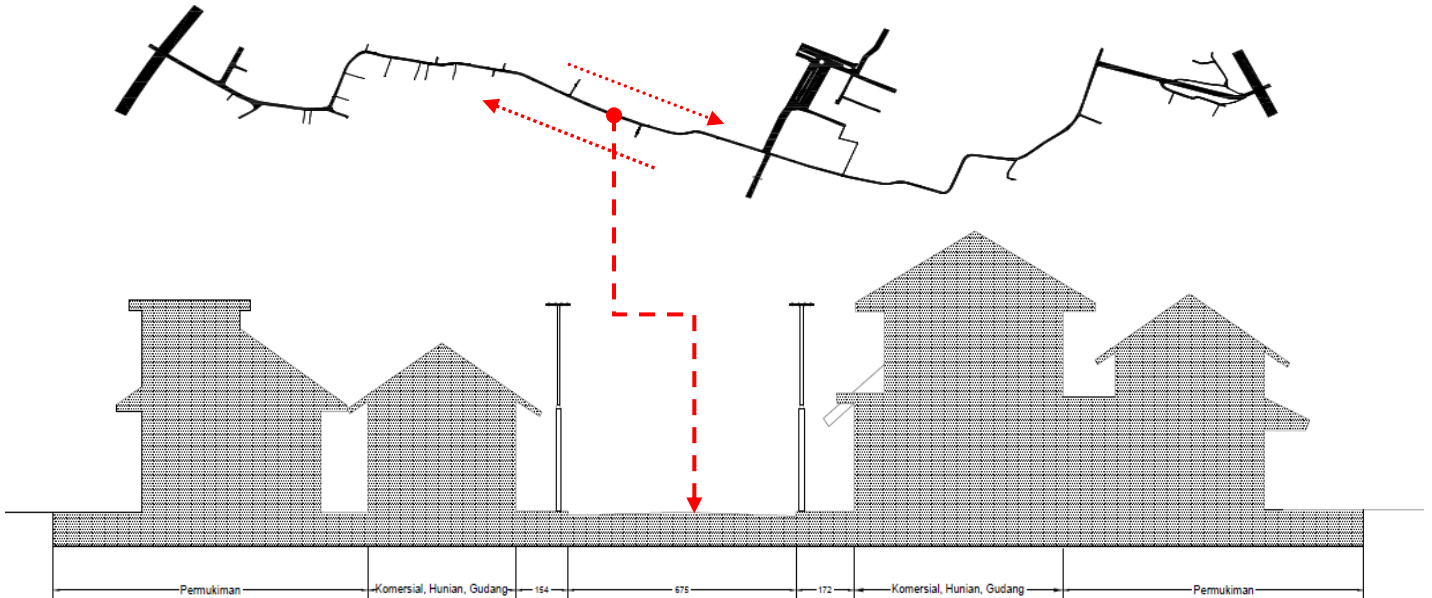 Permukiman
Komersial, Hunian, Gudang
154
675
172
Komersial, Hunian, Gudang
Permukiman